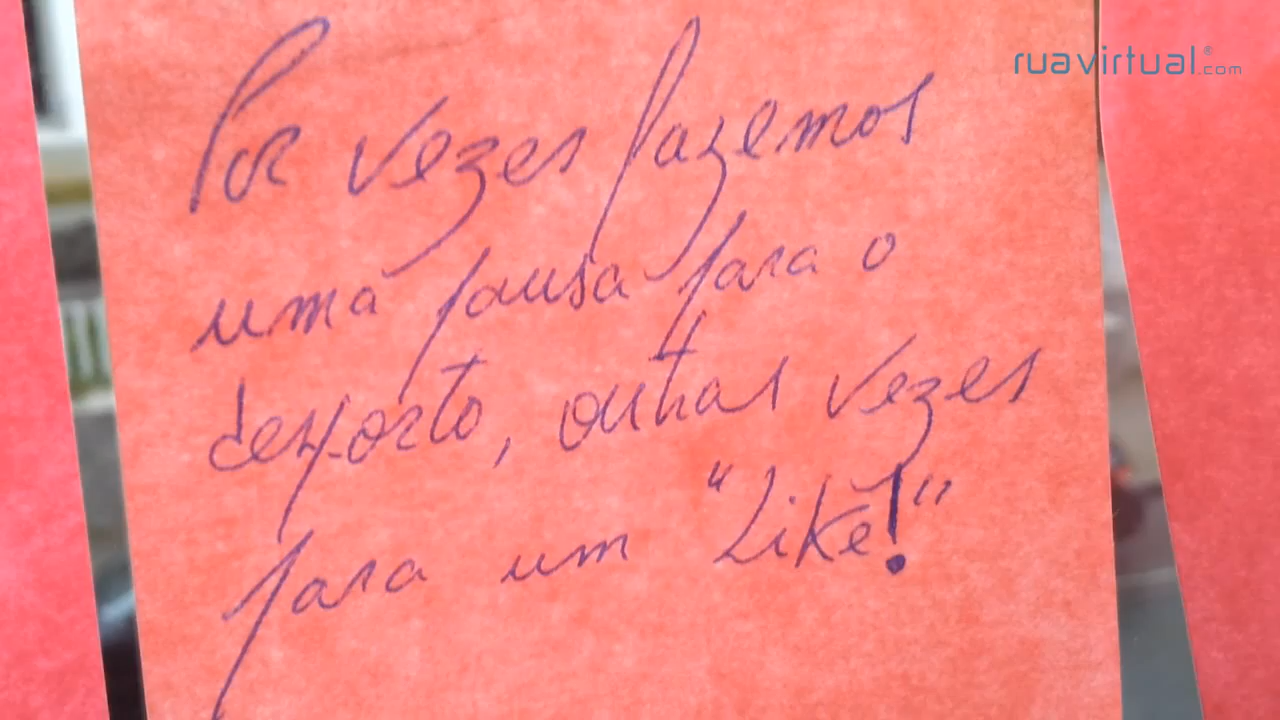 ruavirtual®.com
Por vezes fazemos
uma pausa para o
desporto, outras vezes
para um "Like!"